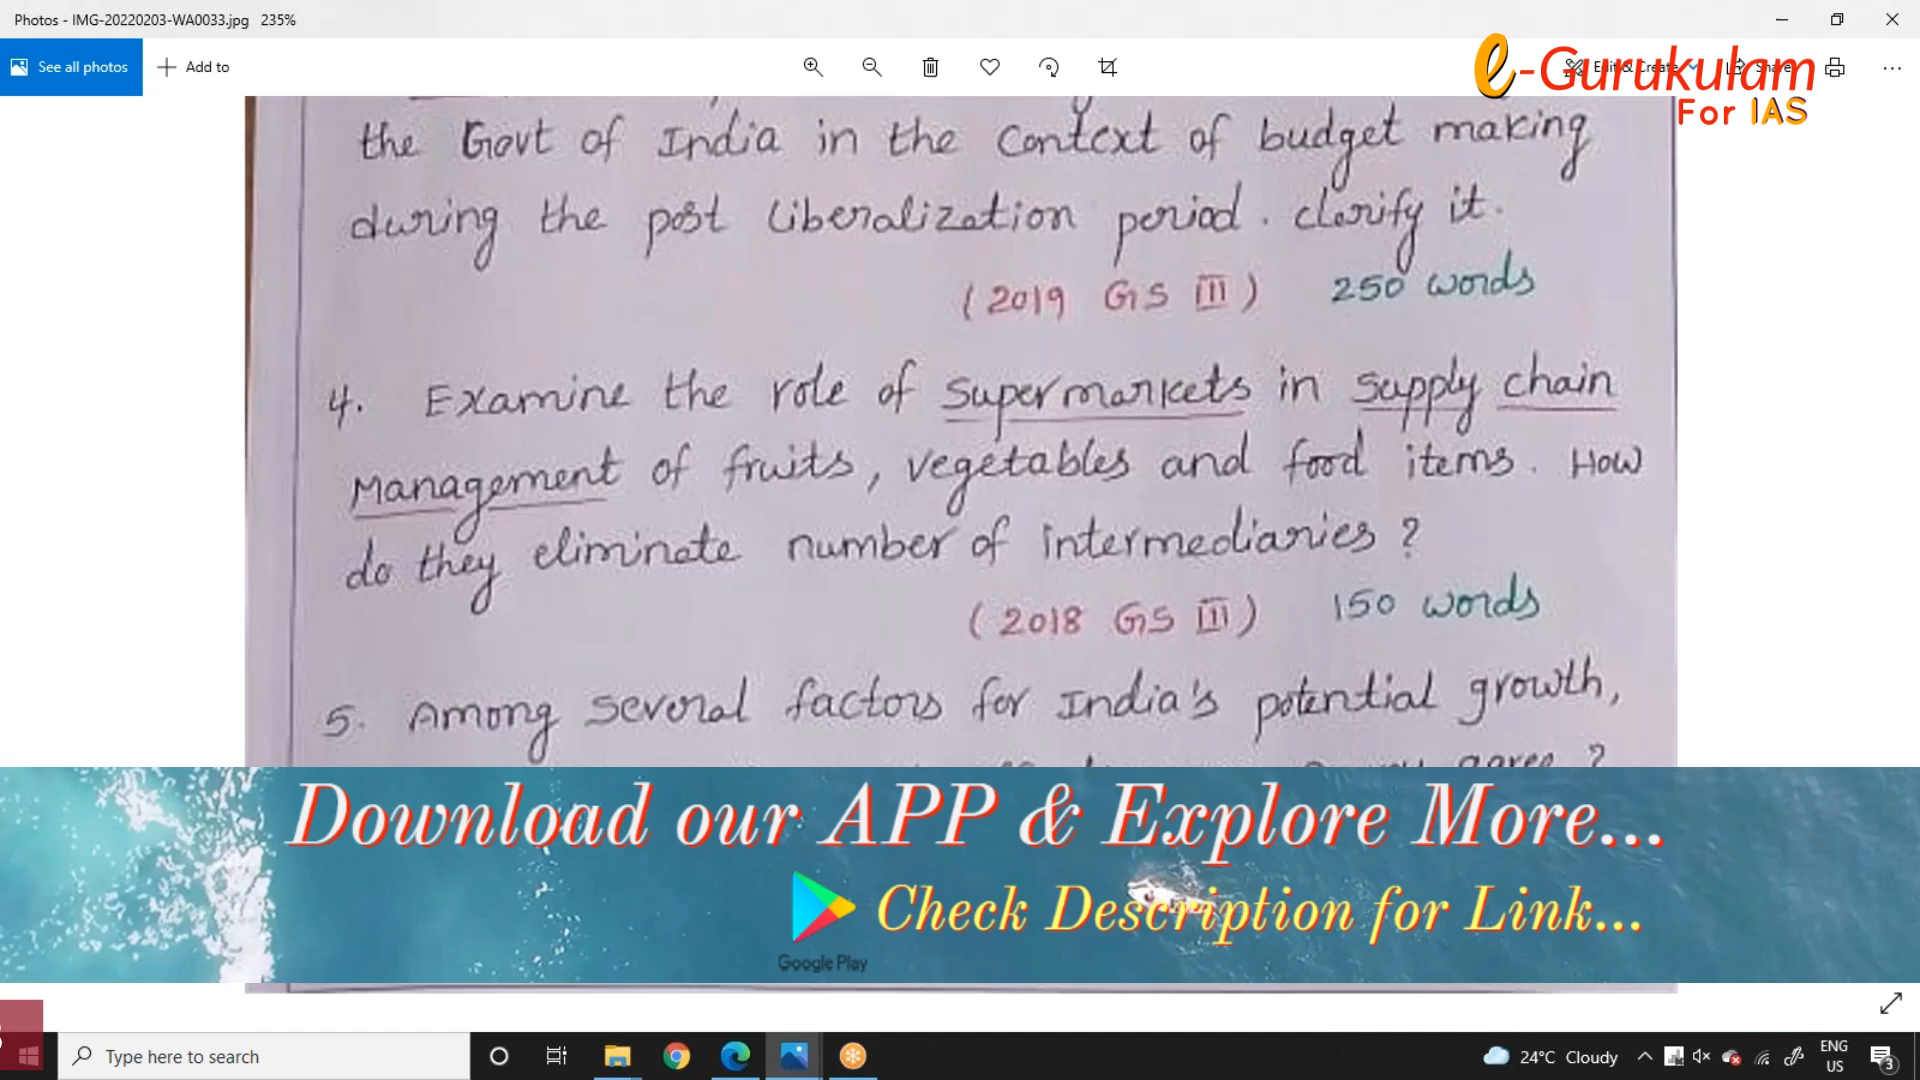 Photos - IMG-20220203-WA0033.jpg 235%
See all photos
Add to
e-Gurukulam
For IAS
the Govt of India in the context of budget making
during the post liberalization period. clarify it.
(2019 GS III) 250 words
4. Examine the role of supermarkets in supply chain
Management of fruits, vegetables and food items. How
do they eliminate number of intermediaries?
(2018 GS III) 150 words
5. Among several factors for India's potential growth,
agree?
Download our APP & Explore More...
Check Description for Link...
Google Play
Type here to search
24°C Cloudy
ENG
US
3